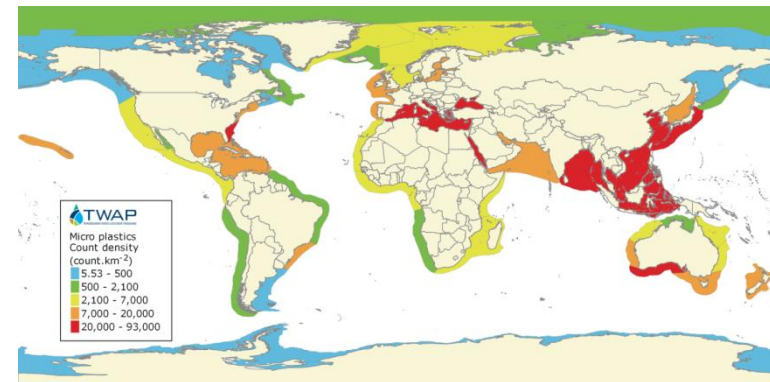 TWAP
Micro plastics
Count density
(count.km-2)
5.53 - 500
500 - 2,100
2,100 - 7,000
7,000 - 20,000
20,000 - 93,000